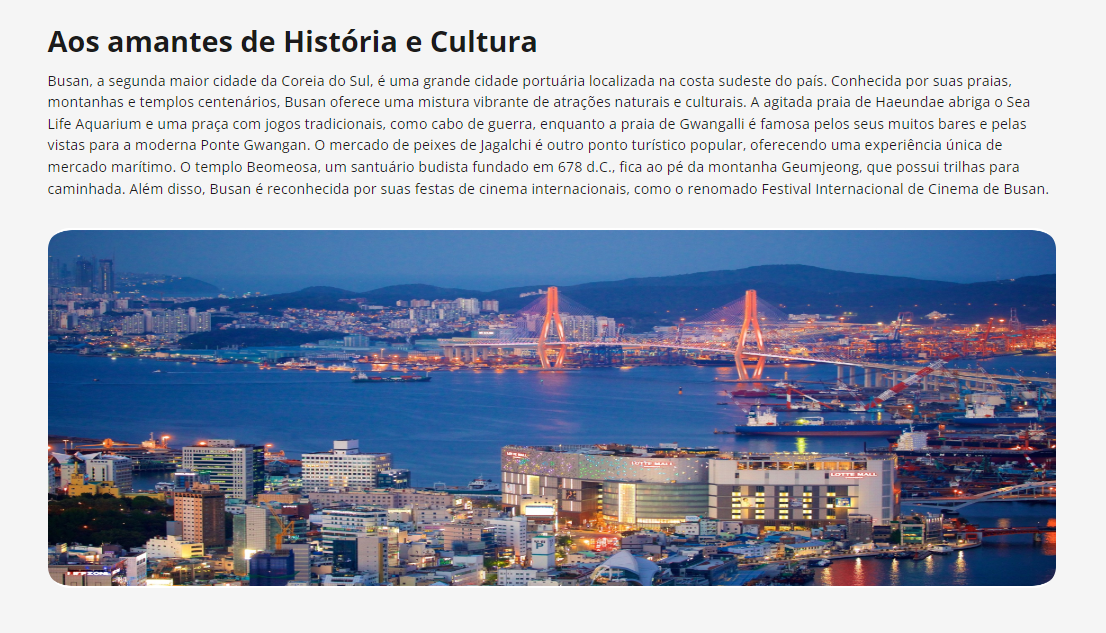 Aos amantes de História e Cultura
Busan, a segunda maior cidade da Coreia do Sul, é uma grande cidade portuária localizada na costa sudeste do país. Conhecida por suas praias,
montanhas e templos centenários, Busan oferece uma mistura vibrante de atrações naturais e culturais. A agitada praia de Haeundae abriga o Sea
Life Aquarium e uma praça com jogos tradicionais, como cabo de guerra, enquanto a praia de Gwangalli é famosa pelos seus muitos bares e pelas
vistas para a moderna Ponte Gwangan. O mercado de peixes de Jagalchi é outro ponto turístico popular, oferecendo uma experiência única de
mercado marítimo. O templo Beomeosa, um santuário budista fundado em 678 d.C., fica ao pé da montanha Geumjeong, que possui trilhas para
caminhada. Além disso, Busan é reconhecida por suas festas de cinema internacionais, como o renomado Festival Internacional de Cinema de Busan.
LOTTE MALL
LOTTE MALL